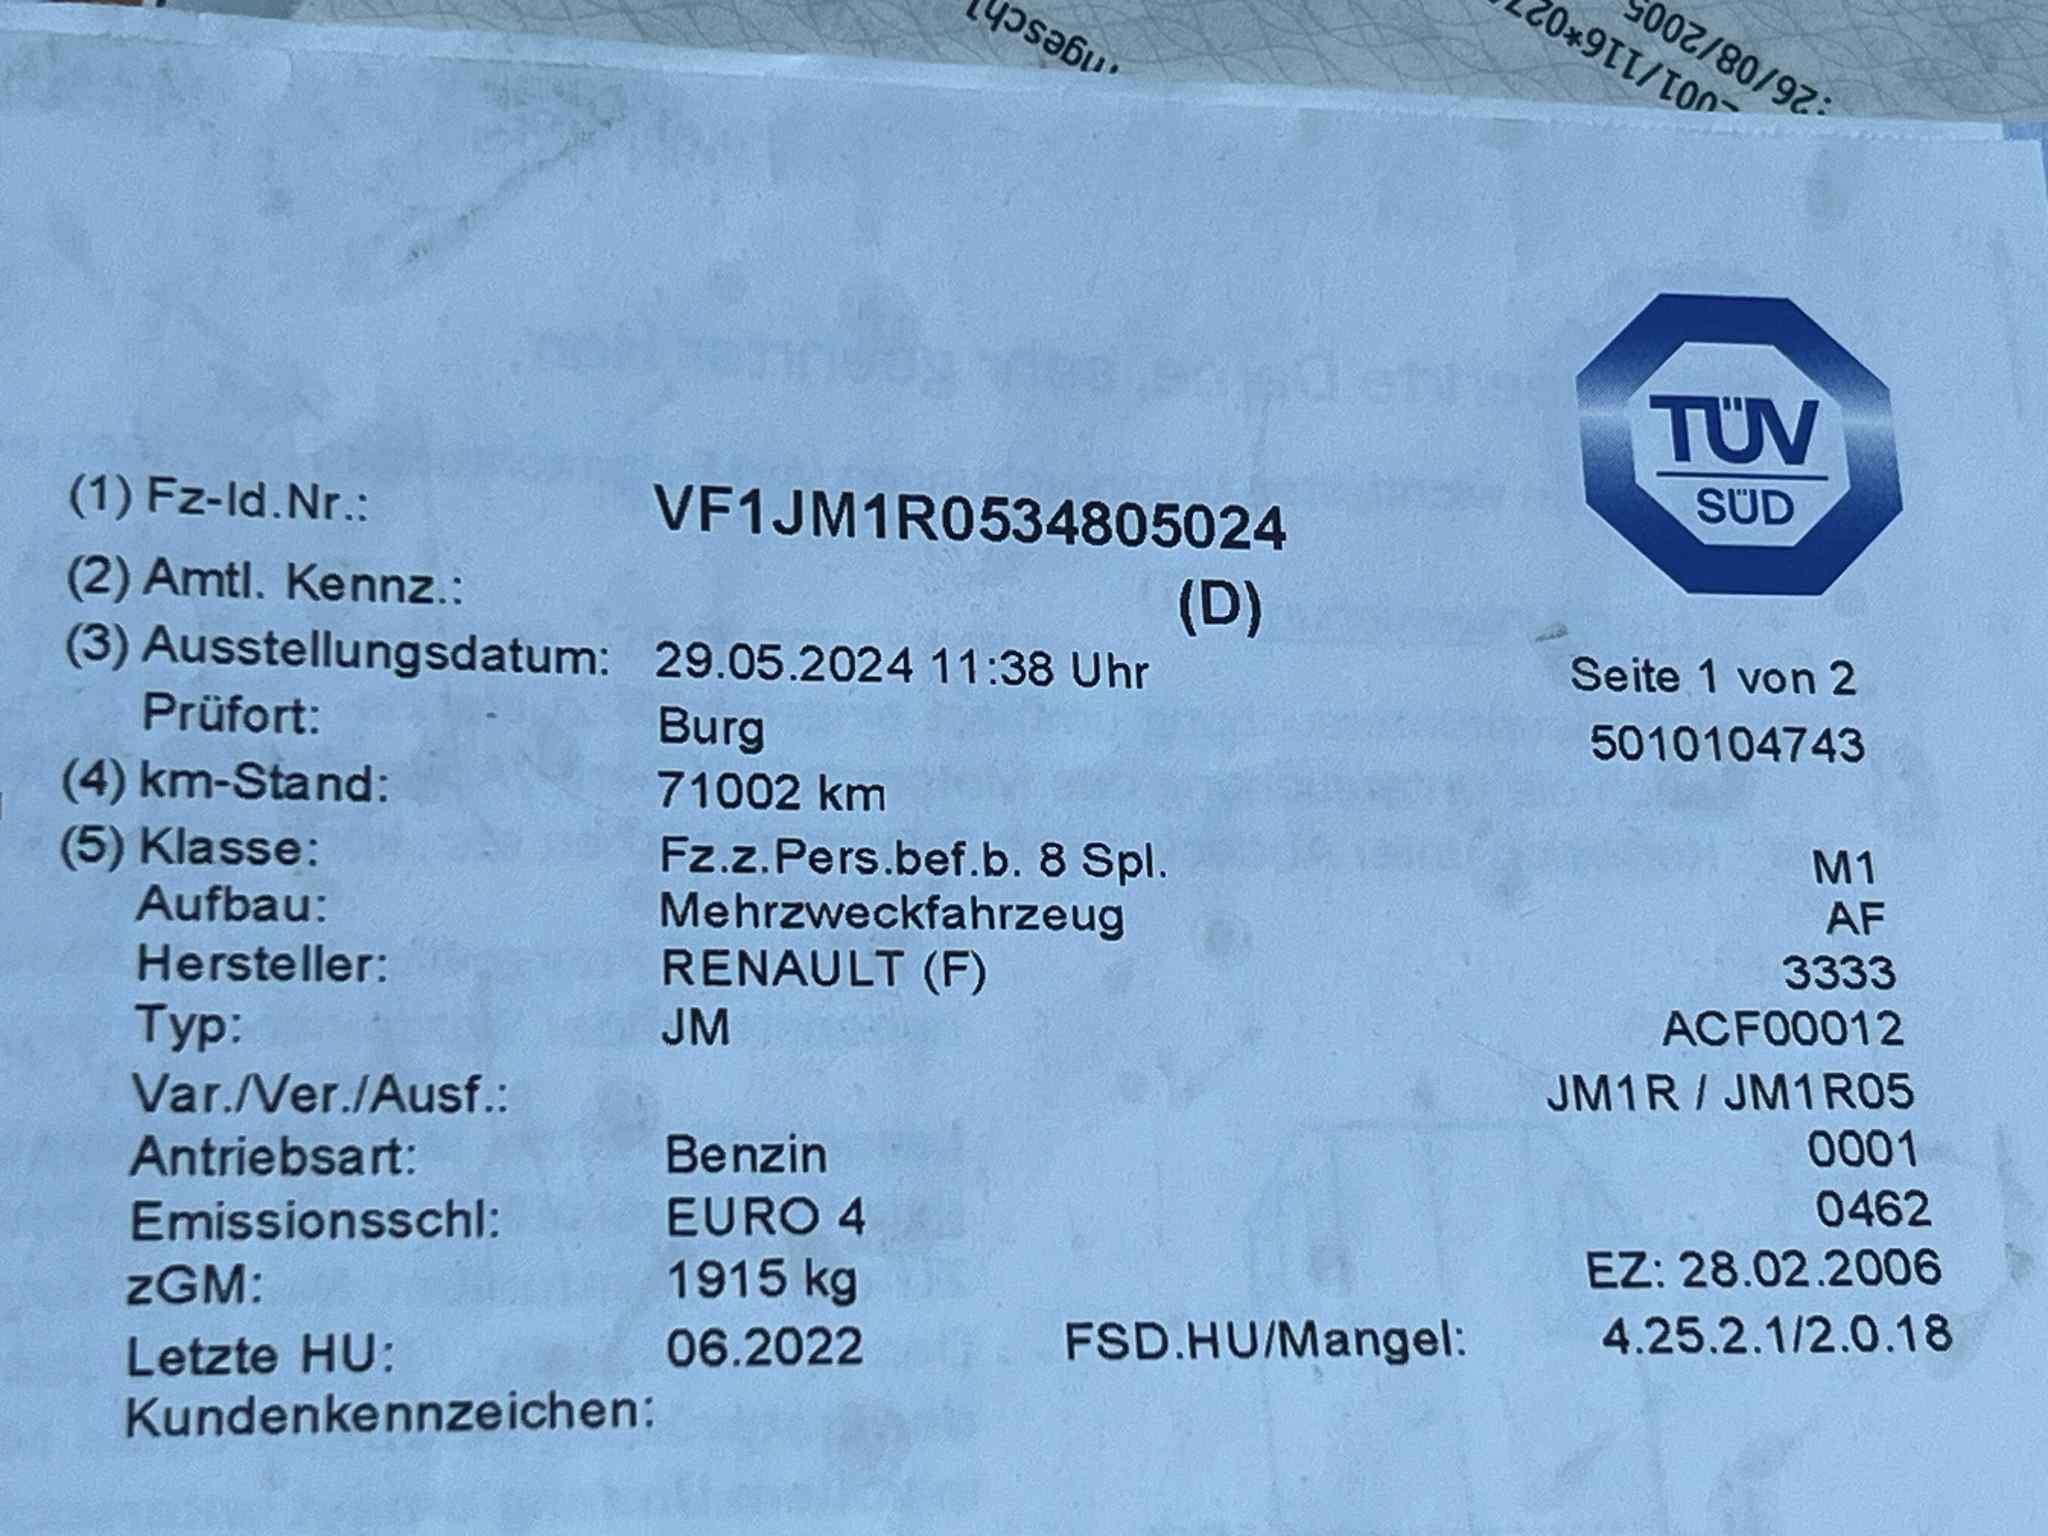 ngeschl
:26/08/2005
TÜV
SÜD
(1) Fz-Id.Nr.: VF1JM1R0534805024
(2) Amtl. Kennz.: (D)
(3) Ausstellungsdatum: 29.05.2024 11:38 Uhr Seite 1 von 2
Prüfort: Burg 5010104743
(4) km-Stand: 71002 km
(5) Klasse: Fz.z.Pers.bef.b. 8 Spl. M1
Aufbau: Mehrzweckfahrzeug AF
Hersteller: RENAULT (F) 3333
Typ: JM ACF00012
Var./Ver./Ausf.: JM1R / JM1R05
Antriebsart: Benzin 0001
Emissionsschl: EURO 4 0462
zGM: 1915 kg EZ: 28.02.2006
Letzte HU: 06.2022 FSD.HU/Mangel: 4.25.2.1/2.0.18
Kundenkennzeichen: